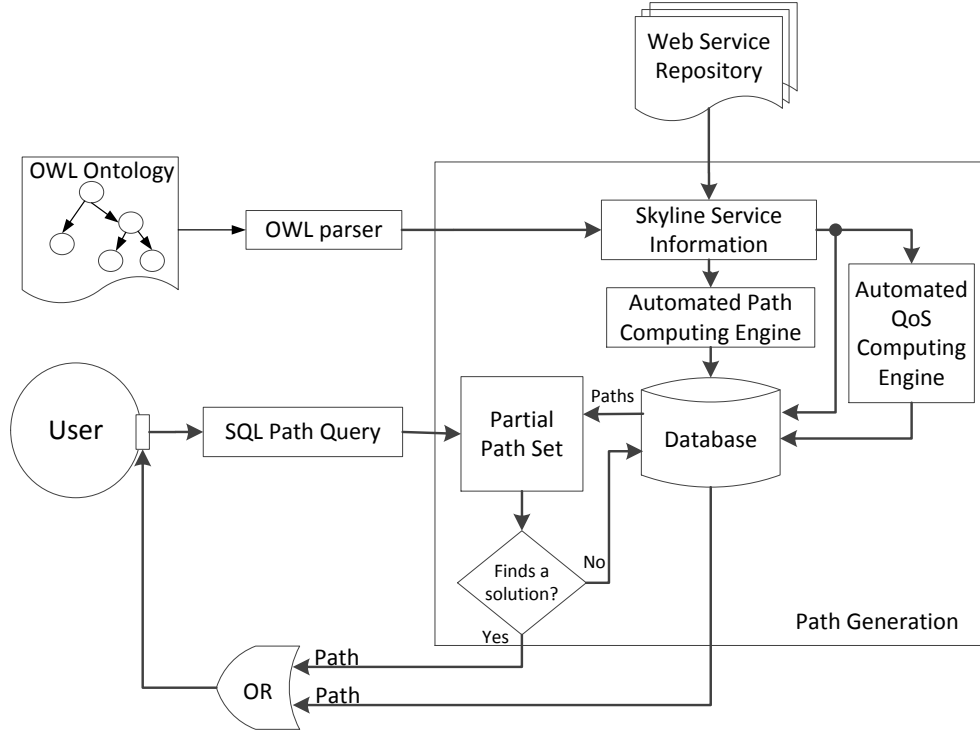 Web Service
Repository
OWL Ontology
OWL parser
Skyline Service
Information
Automated Path
Computing Engine
Automated
QoS
Computing
Engine
User
SQL Path Query
Partial
Path Set
Paths
Database
Finds a
solution?
No
Yes
Path Generation
OR
Path
Path